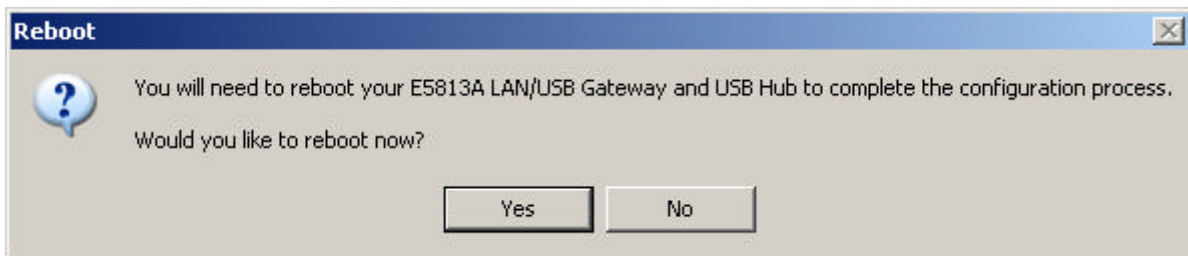 Reboot
You will need to reboot your E5813A LAN/USB Gateway and USB Hub to complete the configuration process.
Would you like to reboot now?
Yes
No